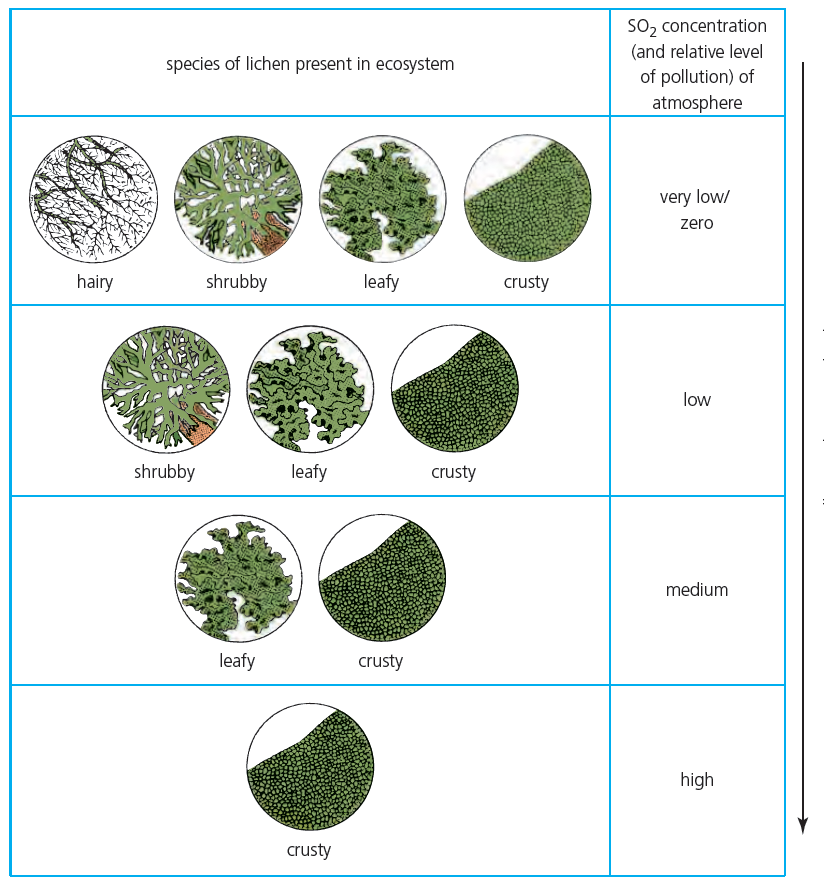 species of lichen present in ecosystem
SO2 concentration
(and relative level
of pollution) of
atmosphere
hairy
shrubby
leafy
crusty
very low/
zero
shrubby
leafy
crusty
low
leafy
crusty
medium
crusty
high